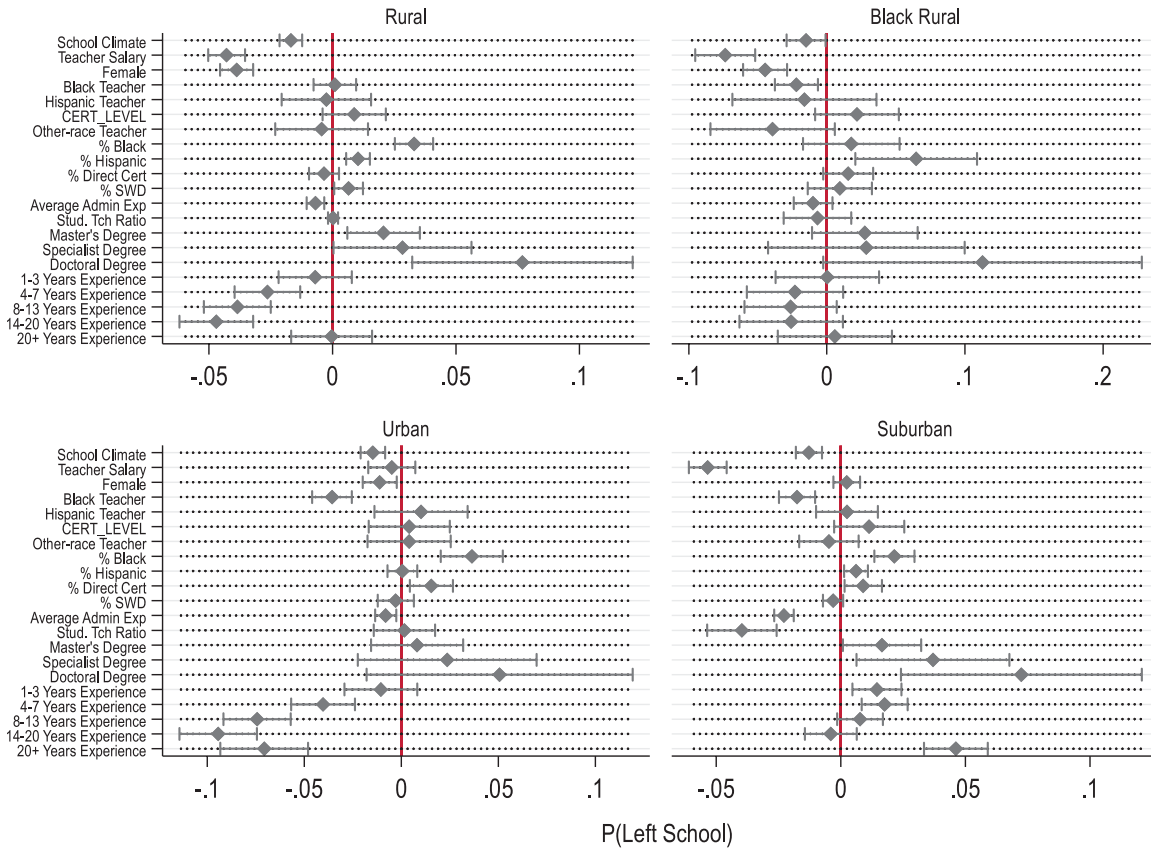 Rural
Black Rural
School Climate
Teacher Salary
Female
Black Teacher
Hispanic Teacher
CERT_LEVEL
Other-race Teacher
% Black
% Hispanic
% Direct Cert
% SWD
Average Admin Exp
Stud. Tch Ratio
Master's Degree
Specialist Degree
Doctoral Degree
1-3 Years Experience
4-7 Years Experience
8-13 Years Experience
14-20 Years Experience
20+ Years Experience
-.05 0 .05 .1
-.1 0 .1 .2
Urban
Suburban
School Climate
Teacher Salary
Female
Black Teacher
Hispanic Teacher
CERT_LEVEL
Other-race Teacher
% Black
% Hispanic
% Direct Cert
% SWD
Average Admin Exp
Stud. Tch Ratio
Master's Degree
Specialist Degree
Doctoral Degree
1-3 Years Experience
4-7 Years Experience
8-13 Years Experience
14-20 Years Experience
20+ Years Experience
-.1 -.05 0 .05 .1
-.05 0 .05 .1
P(Left School)